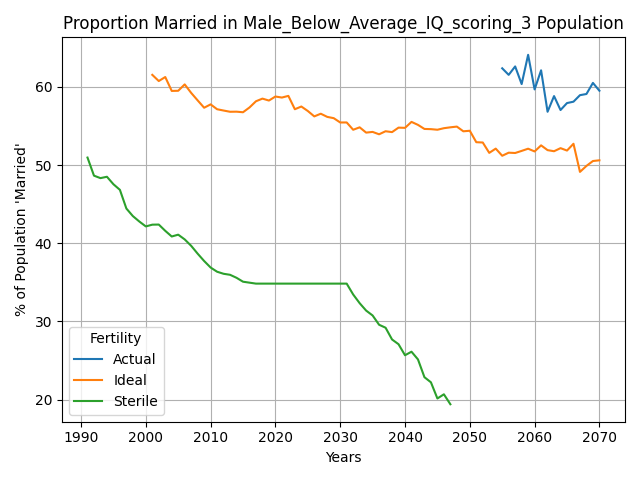 Proportion Married in Male_Below_Average_IQ_scoring_3 Population
% of Population 'Married'
60
50
40
30
20
Fertility
Actual
Ideal
Sterile
1990 2000 2010 2020 2030 2040 2050 2060 2070
Years